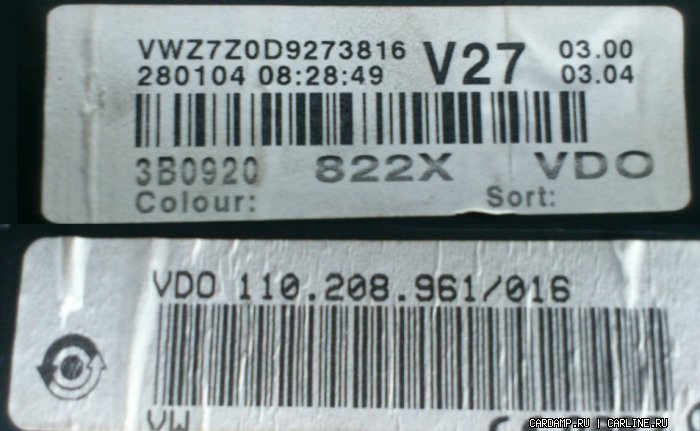 VWZ7Z0D9273816 V27 03.00
280104 08:28:49 03.04
3B0920 822X VDO
Colour: Sort:
VDO 110.208.961/016
VW
CARDAMP.RU | CARLINE.RU